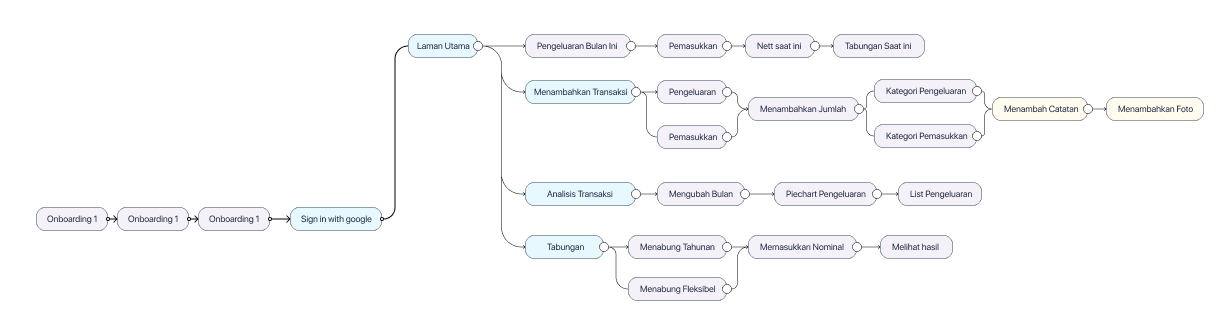 Laman Utama
Pengeluaran Bulan Ini
Pemasukkan
Nett saat ini
Tabungan Saat ini
Menambahkan Transaksi
Pengeluaran
Pemasukkan
Menambahkan Jumlah
Kategori Pengeluaran
Kategori Pemasukkan
Menambah Catatan
Menambahkan Foto
Analisis Transaksi
Mengubah Bulan
Piechart Pengeluaran
List Pengeluaran
Onboarding 1
Onboarding 1
Onboarding 1
Sign in with google
Tabungan
Menabung Tahunan
Menabung Fleksibel
Memasukkan Nominal
Melihat hasil